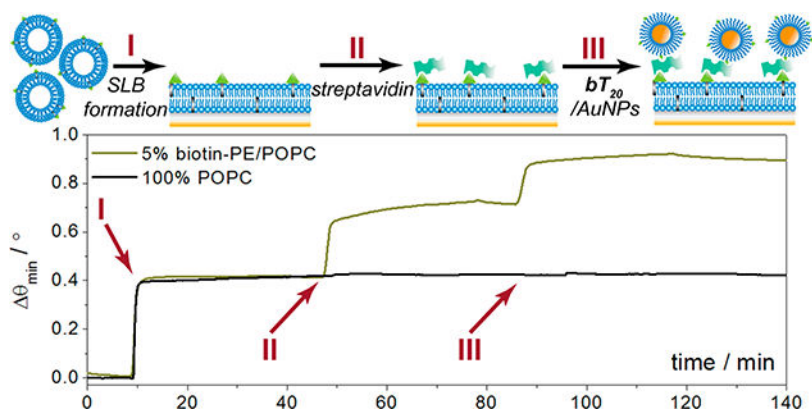 I
SLB
formation
II
streptavidin
III
bT20
/AuNPs
1.0
0.8
0.6
0.4
0.2
0.0
Δθmin / °
5% biotin-PE/POPC
100% POPC
I
II
III
time / min
0
20
40
60
80
100
120
140